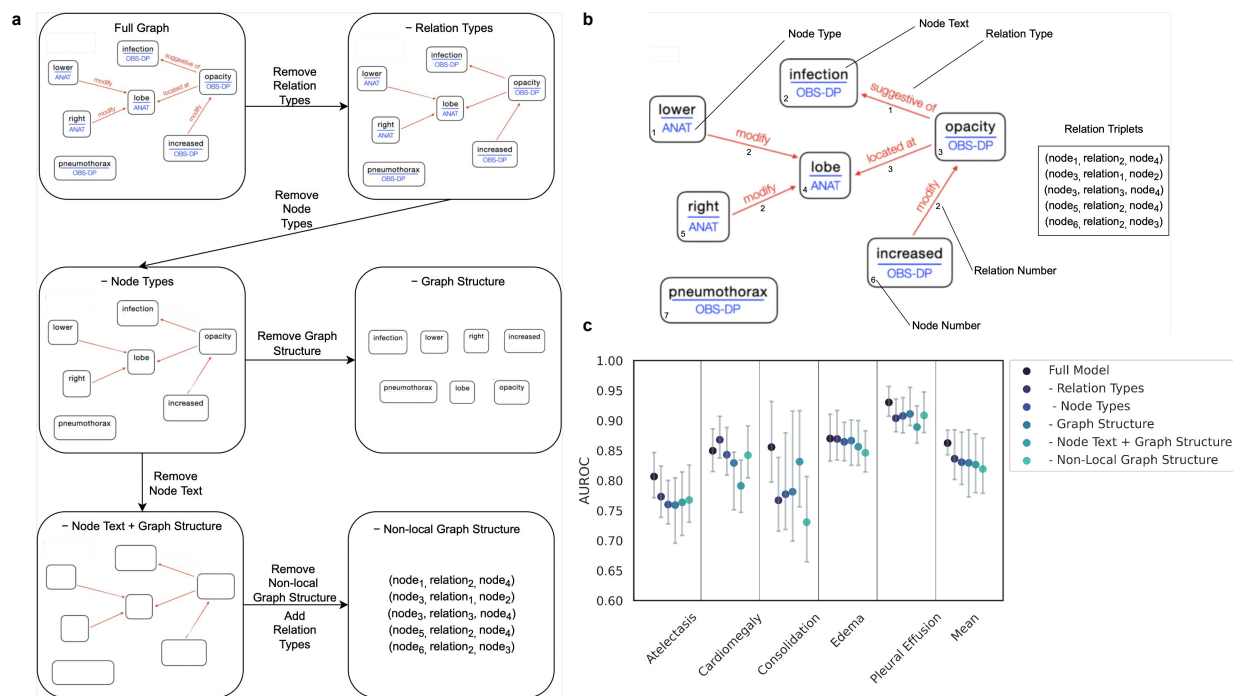 a
Full Graph
infection
OBS-DP
lower
ANAT
opacity
OBS-DP
lobe
ANAT
right
ANAT
increased
OBS-DP
pneumothorax
OBS-DP
suggestive of
modify
located at
modify
modify
Remove
Relation
Types
– Relation Types
infection
OBS-DP
lower
ANAT
opacity
OBS-DP
lobe
ANAT
right
ANAT
increased
OBS-DP
pneumothorax
OBS-DP
Remove
Node
Types
– Node Types
infection
lower
opacity
lobe
right
increased
pneumothorax
Remove Graph
Structure
– Graph Structure
infection
lower
right
increased
pneumothorax
lobe
opacity
Remove
Node Text
– Node Text + Graph Structure
Remove
Non-local
Graph Structure
Add
Relation
Types
– Non-local Graph Structure
(node1, relation2, node4)
(node3, relation1, node2)
(node3, relation3, node4)
(node5, relation2, node4)
(node6, relation2, node3)
b
Node Type
Node Text
Relation Type
infection
OBS-DP
2
lower
ANAT
1
opacity
OBS-DP
3
lobe
ANAT
4
right
ANAT
5
increased
OBS-DP
6
pneumothorax
OBS-DP
7
suggestive of
1
modify
2
located at
3
modify
2
modify
2
Relation Number
Node Number
Relation Triplets
(node1, relation2, node4)
(node3, relation1, node2)
(node3, relation3, node4)
(node5, relation2, node4)
(node6, relation2, node3)
c
AUROC
1.00
0.95
0.90
0.85
0.80
0.75
0.70
0.65
0.60
Atelectasis
Cardiomegaly
Consolidation
Edema
Pleural Effusion
Mean
Full Model
- Relation Types
- Node Types
- Graph Structure
- Node Text + Graph Structure
- Non-Local Graph Structure